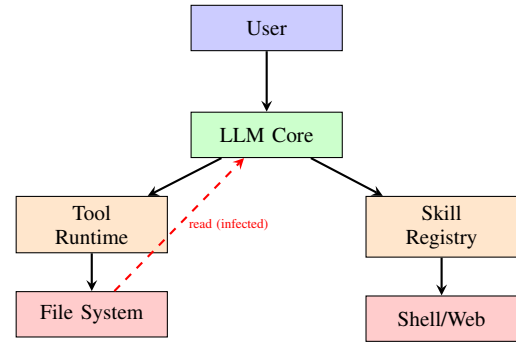 User
LLM Core
Tool
Runtime
read (infected)
Skill
Registry
File System
Shell/Web